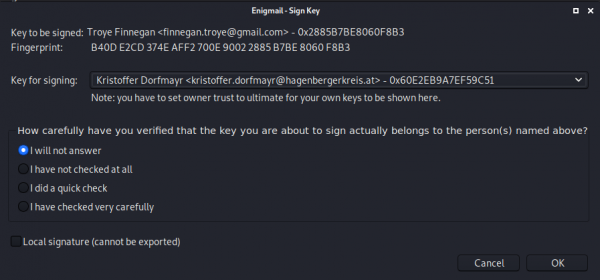 Enigmail - Sign Key
Key to be signed: Troye Finnegan <finnegan.troye@gmail.com> - 0x2885B7BE8060F8B3
Fingerprint: B40D E2CD 374E AFF2 700E 9002 2885 B7BE 8060 F8B3
Key for signing: Kristoffer Dorfmayr <kristoffer.dorfmayr@hagenbergerkreis.at> - 0x60E2EB9A7EF59C51
Note: you have to set owner trust to ultimate for your own keys to be shown here.
How carefully have you verified that the key you are about to sign actually belongs to the person(s) named above?
I will not answer
I have not checked at all
I did a quick check
I have checked very carefully
Local signature (cannot be exported)
Cancel OK